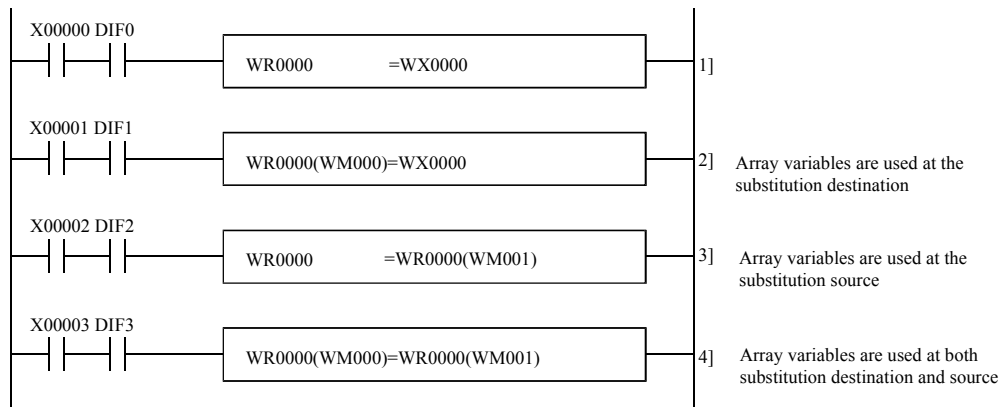 X00000 DIF0
WR0000 =WX0000
1]
X00001 DIF1
WR0000(WM000)=WX0000
2] Array variables are used at the
substitution destination
X00002 DIF2
WR0000 =WR0000(WM001)
3] Array variables are used at the
substitution source
X00003 DIF3
WR0000(WM000)=WR0000(WM001)
4] Array variables are used at both
substitution destination and source